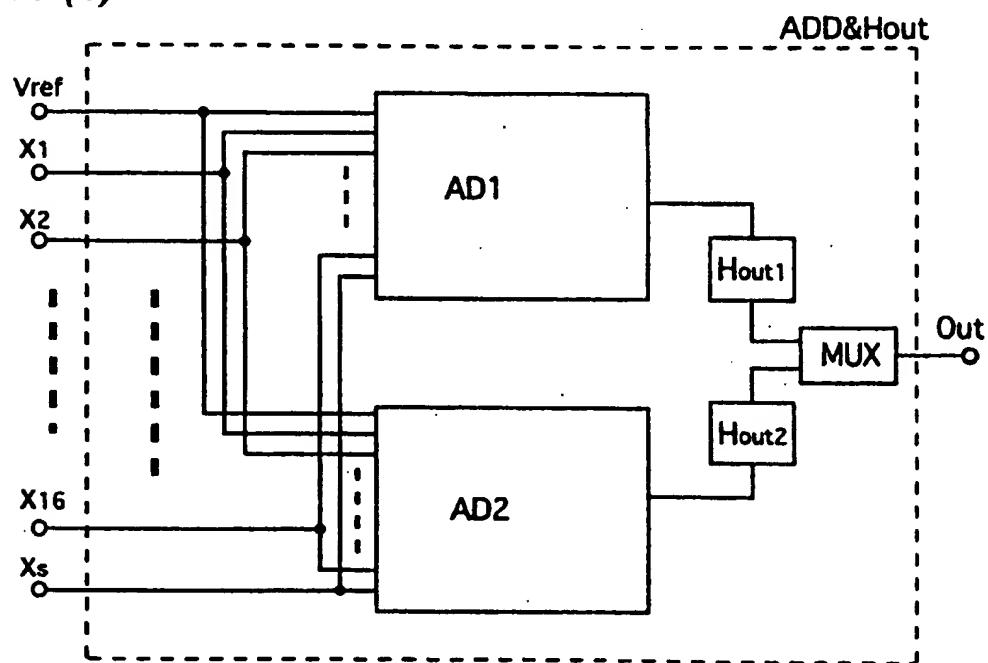 ADD&Hout
Vref
X1
X2
AD1
Hout1
MUX
Out
Hout2
AD2
X16
Xs